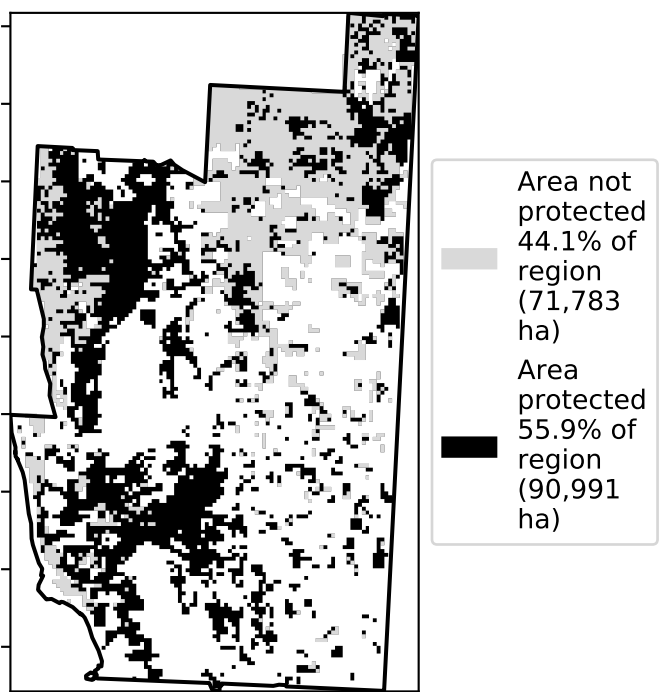 Area not
protected
44.1% of
region
(71,783
ha)
Area
protected
55.9% of
region
(90,991
ha)